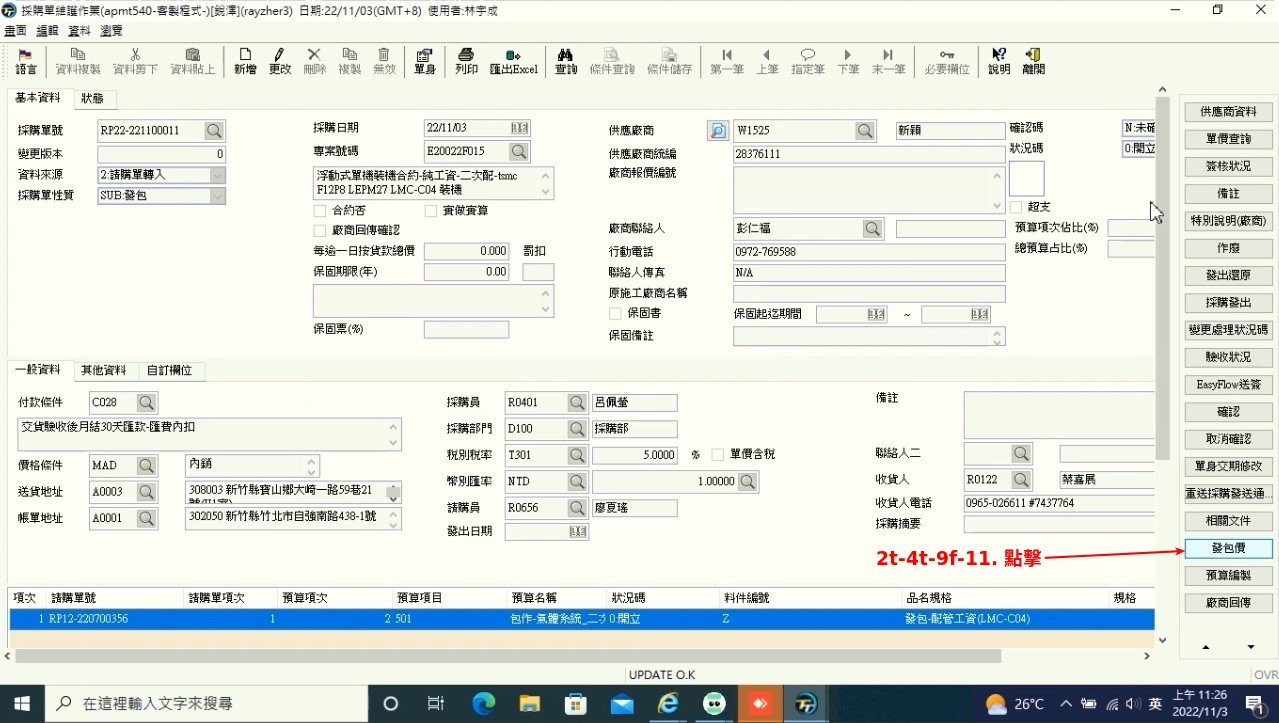 採購單維護作業(apmt540-客製程式-)[銳澤](rayzher3) 日期:22/11/03(GMT+8) 使用者:林宇成
畫面 編輯 資料 瀏覽
語言 資料複製 資料剪下 資料貼上 新增 更改 刪除 複製 無效 單身 列印 匯出Excel 查詢 條件查詢 條件儲存 第一筆 上筆 指定筆 下筆 末一筆 必要欄位 說明 離開
基本資料 狀態
採購單號 RP22-221100011
變更版本 0
資料來源 2:請購單轉入
採購單性質 SUB:發包
採購日期 22/11/03
專案號碼 E20022F015
浮動式單機裝機合約-純工資-二次配-tsmc
F12P8 LEPM27 LMC-C04 裝機
合約否 實做實算
廠商回傳確認
每逾一日按貨款總價 0.000 罰扣
保固期限(年) 0.00
保固票(%)
供應廠商 W1525 新穎
供應廠商統編 28376111
廠商報價編號
廠商聯絡人 彭仁福
行動電話 0972-769588
聯絡人傳真 N/A
原施工廠商名稱
保固書 保固起迄期間 ~
保固備註
確認碼 N:未確
狀況碼 0:開立
超支
預算項次佔比(%)
總預算占比(%)
一般資料 其他資料 自訂欄位
付款條件 C028
交貨驗收後月結30天匯款-匯費內扣
價格條件 MAD 內銷
送貨地址 A0003 308003 新竹縣寶山鄉大崎一路59巷21
帳單地址 A0001 302050 新竹縣竹北市自強南路438-1號
採購員 R0401 呂佩螢
採購部門 D100 採購部
稅別稅率 T301 5.0000 % 單價含稅
幣別匯率 NTD 1.00000
請購員 R0656 廖夏瑤
發出日期
備註
聯絡人二
收貨人 R0122 蔡嘉展
收貨人電話 0965-026611 #7437764
採購摘要
2t-4t-9f-11. 點擊
項次 請購單號 請購單項次 預算項次 預算項目 預算名稱 狀況碼 料件編號 品名規格 規格
1 RP12-220700356 1 2 501 包作-氣體系統_二次 0:開立 Z 發包-配管工資(LMC-C04)
供應商資料
單價查詢
簽核狀況
備註
特別說明(廠商)
作廢
發出還原
採購發出
變更處理狀況碼
驗收狀況
EasyFlow送簽
確認
取消確認
單身交期修改
重送採購發送通...
相關文件
發包價
預算編製
廠商回傳
UPDATE O.K
OVR
在這裡輸入文字來搜尋
26°C
英
上午 11:26
2022/11/3
1